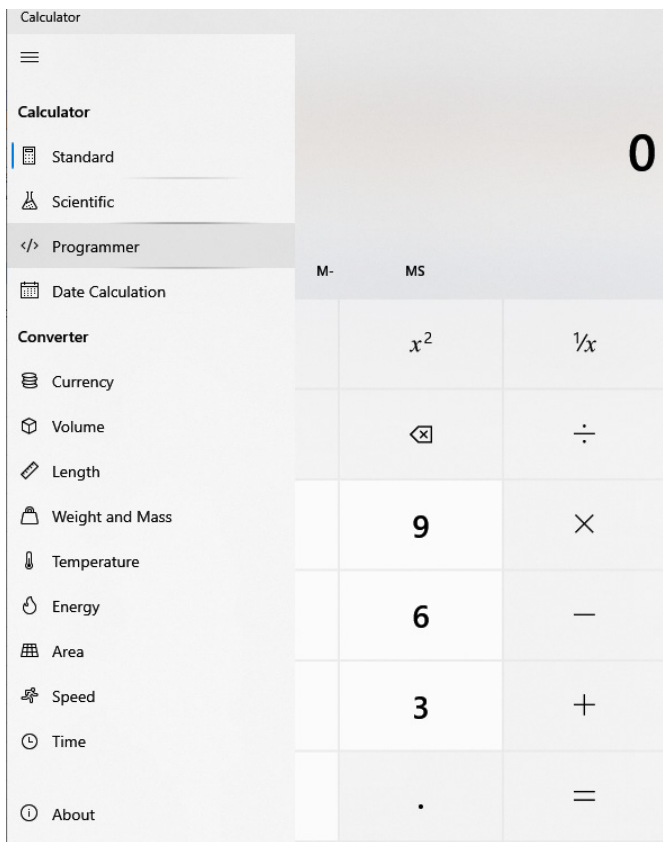 Calculator
Calculator
Standard
0
Scientific
</> Programmer
M- MS
Date Calculation
Converter
x² ¹/x
Currency
Volume
÷
Length
Weight and Mass
9 ×
Temperature
Energy
6 −
Area
Speed
3 +
Time
. =
About